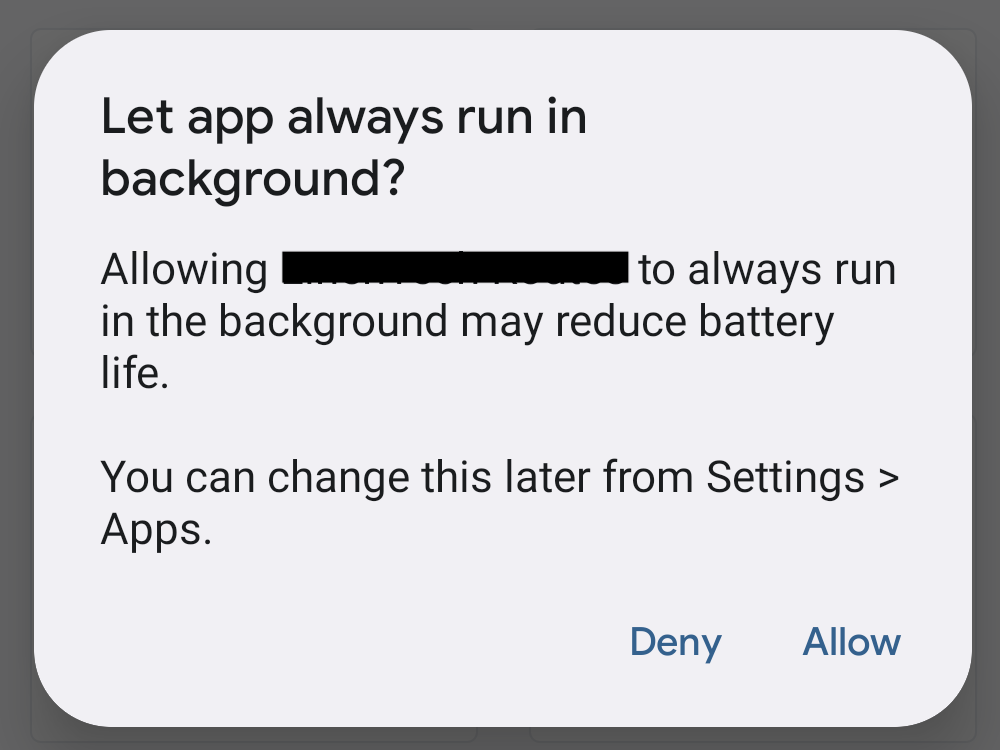 Let app always run in
background?
Allowing to always run
in the background may reduce battery
life.
You can change this later from Settings >
Apps.
Deny Allow